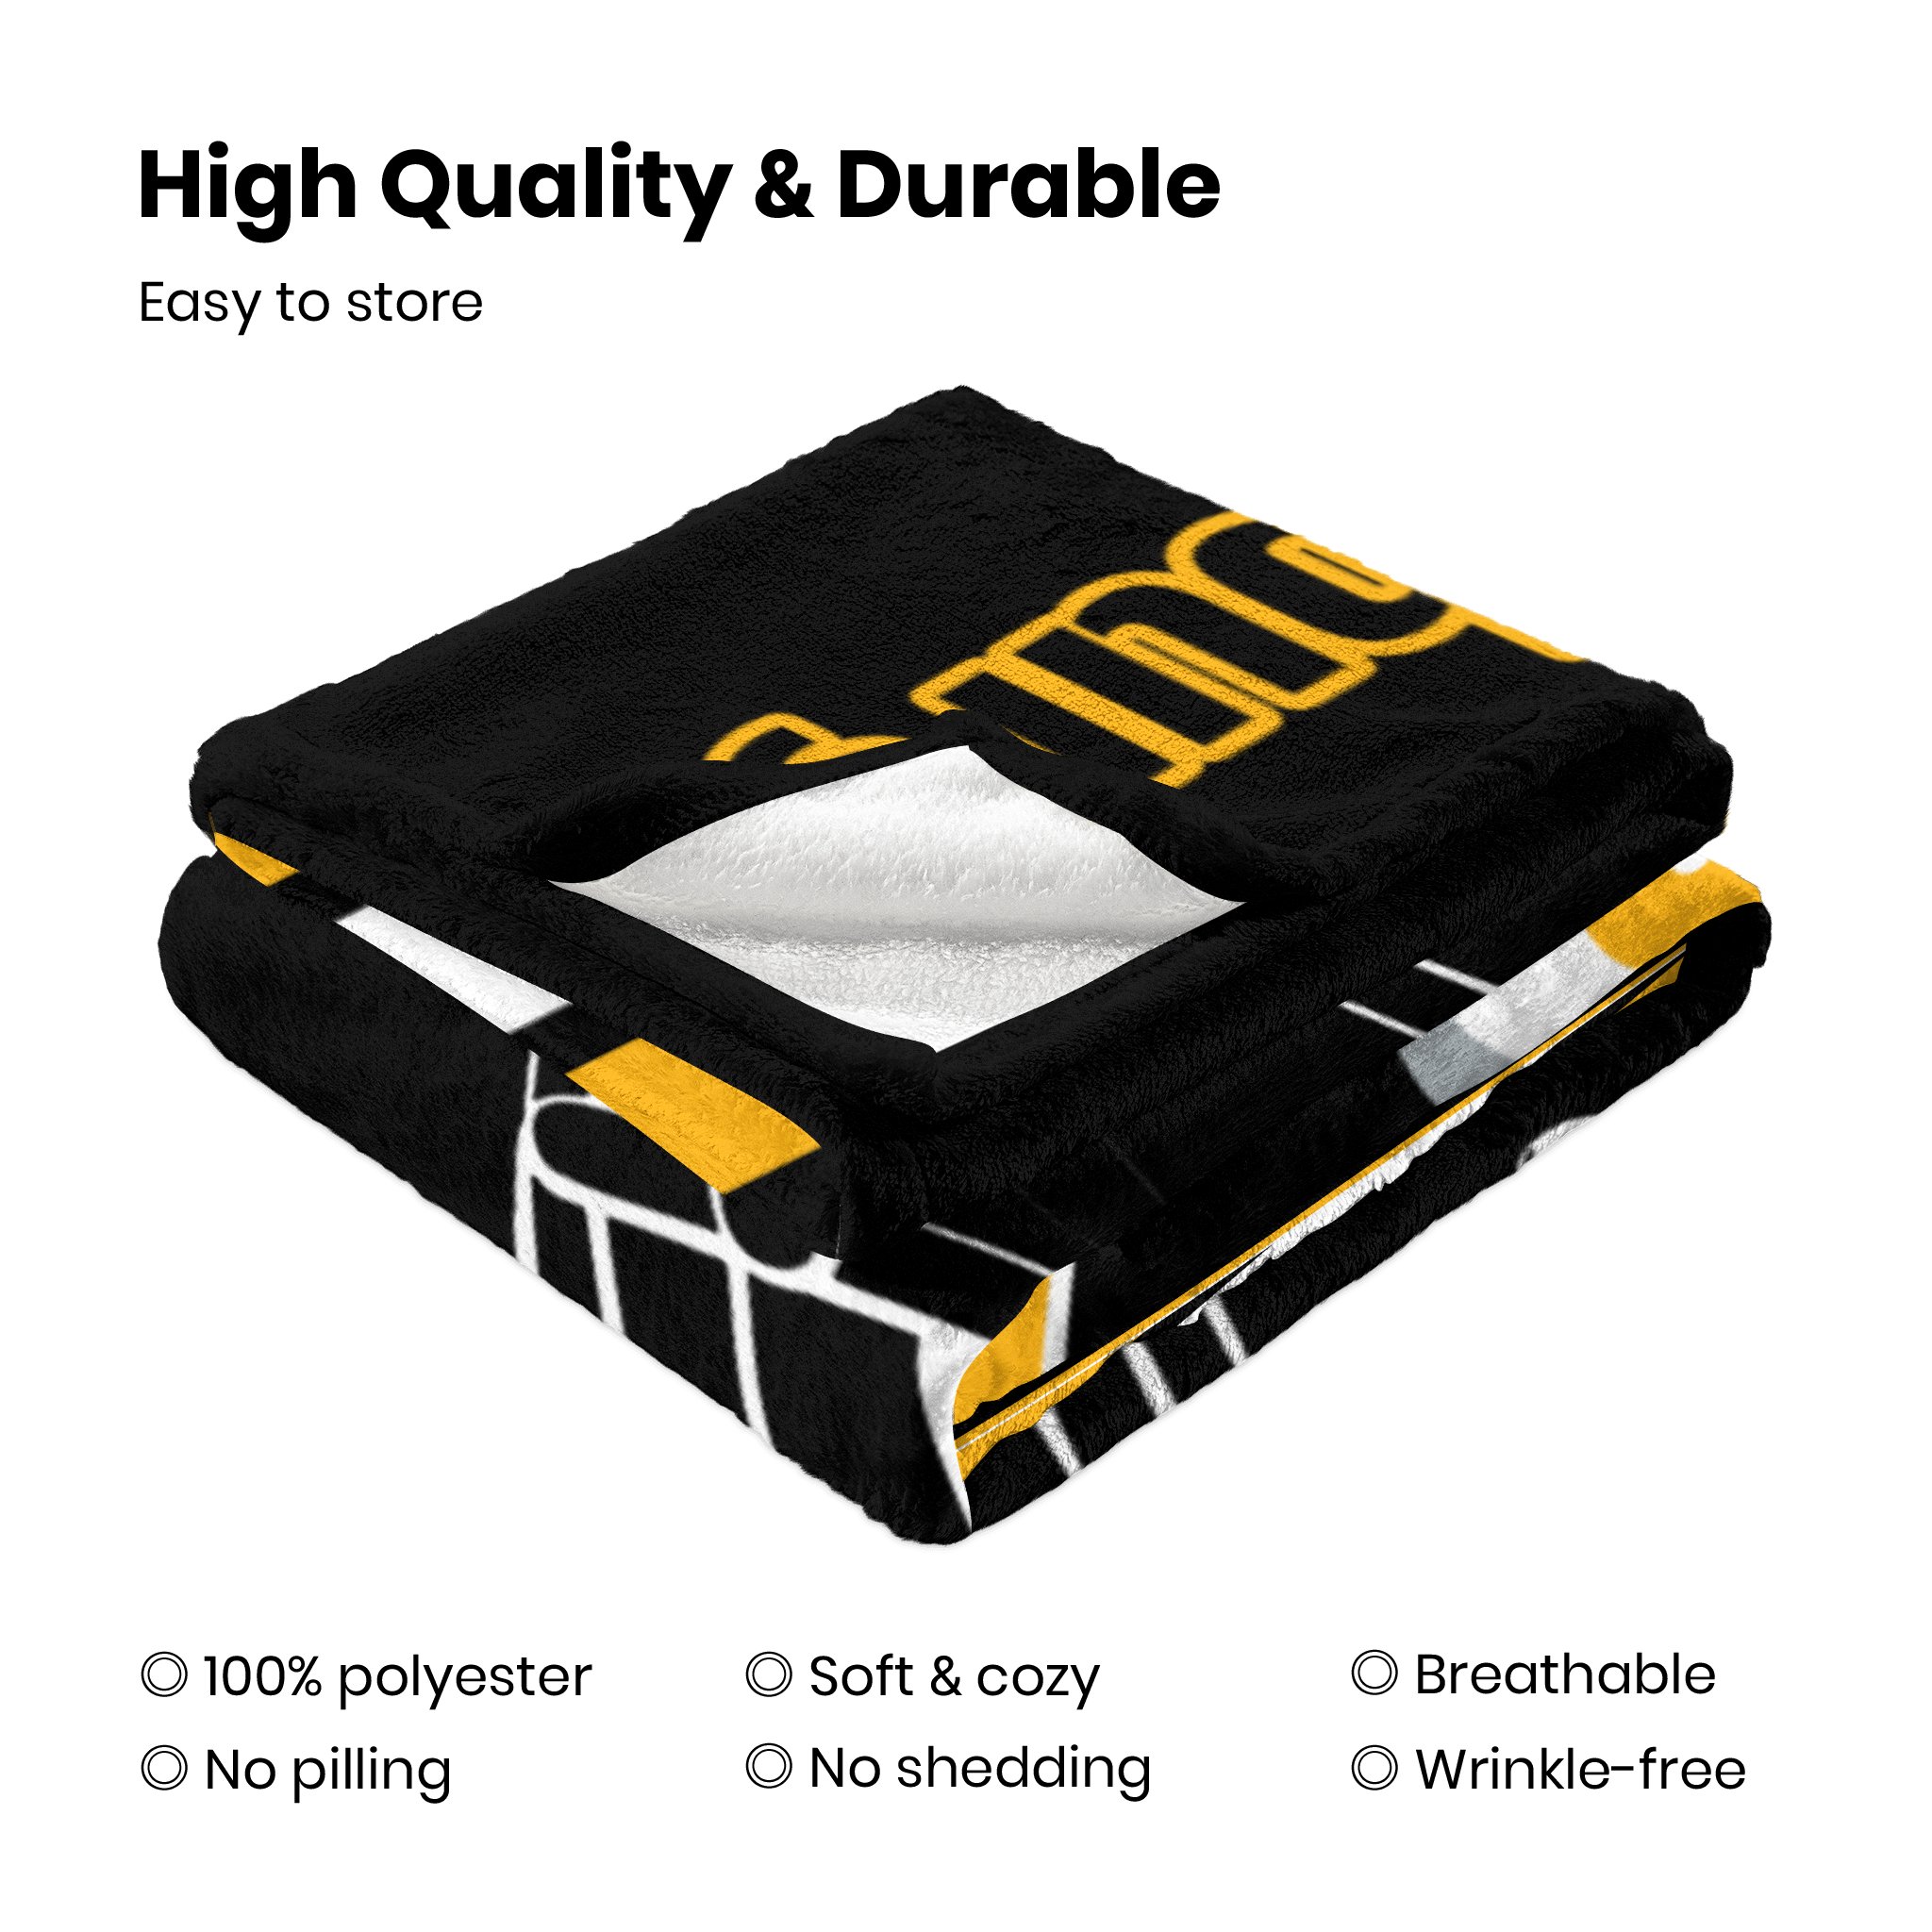 High Quality & Durable
Easy to store
100% polyester
Soft & cozy
Breathable
No pilling
No shedding
Wrinkle-free